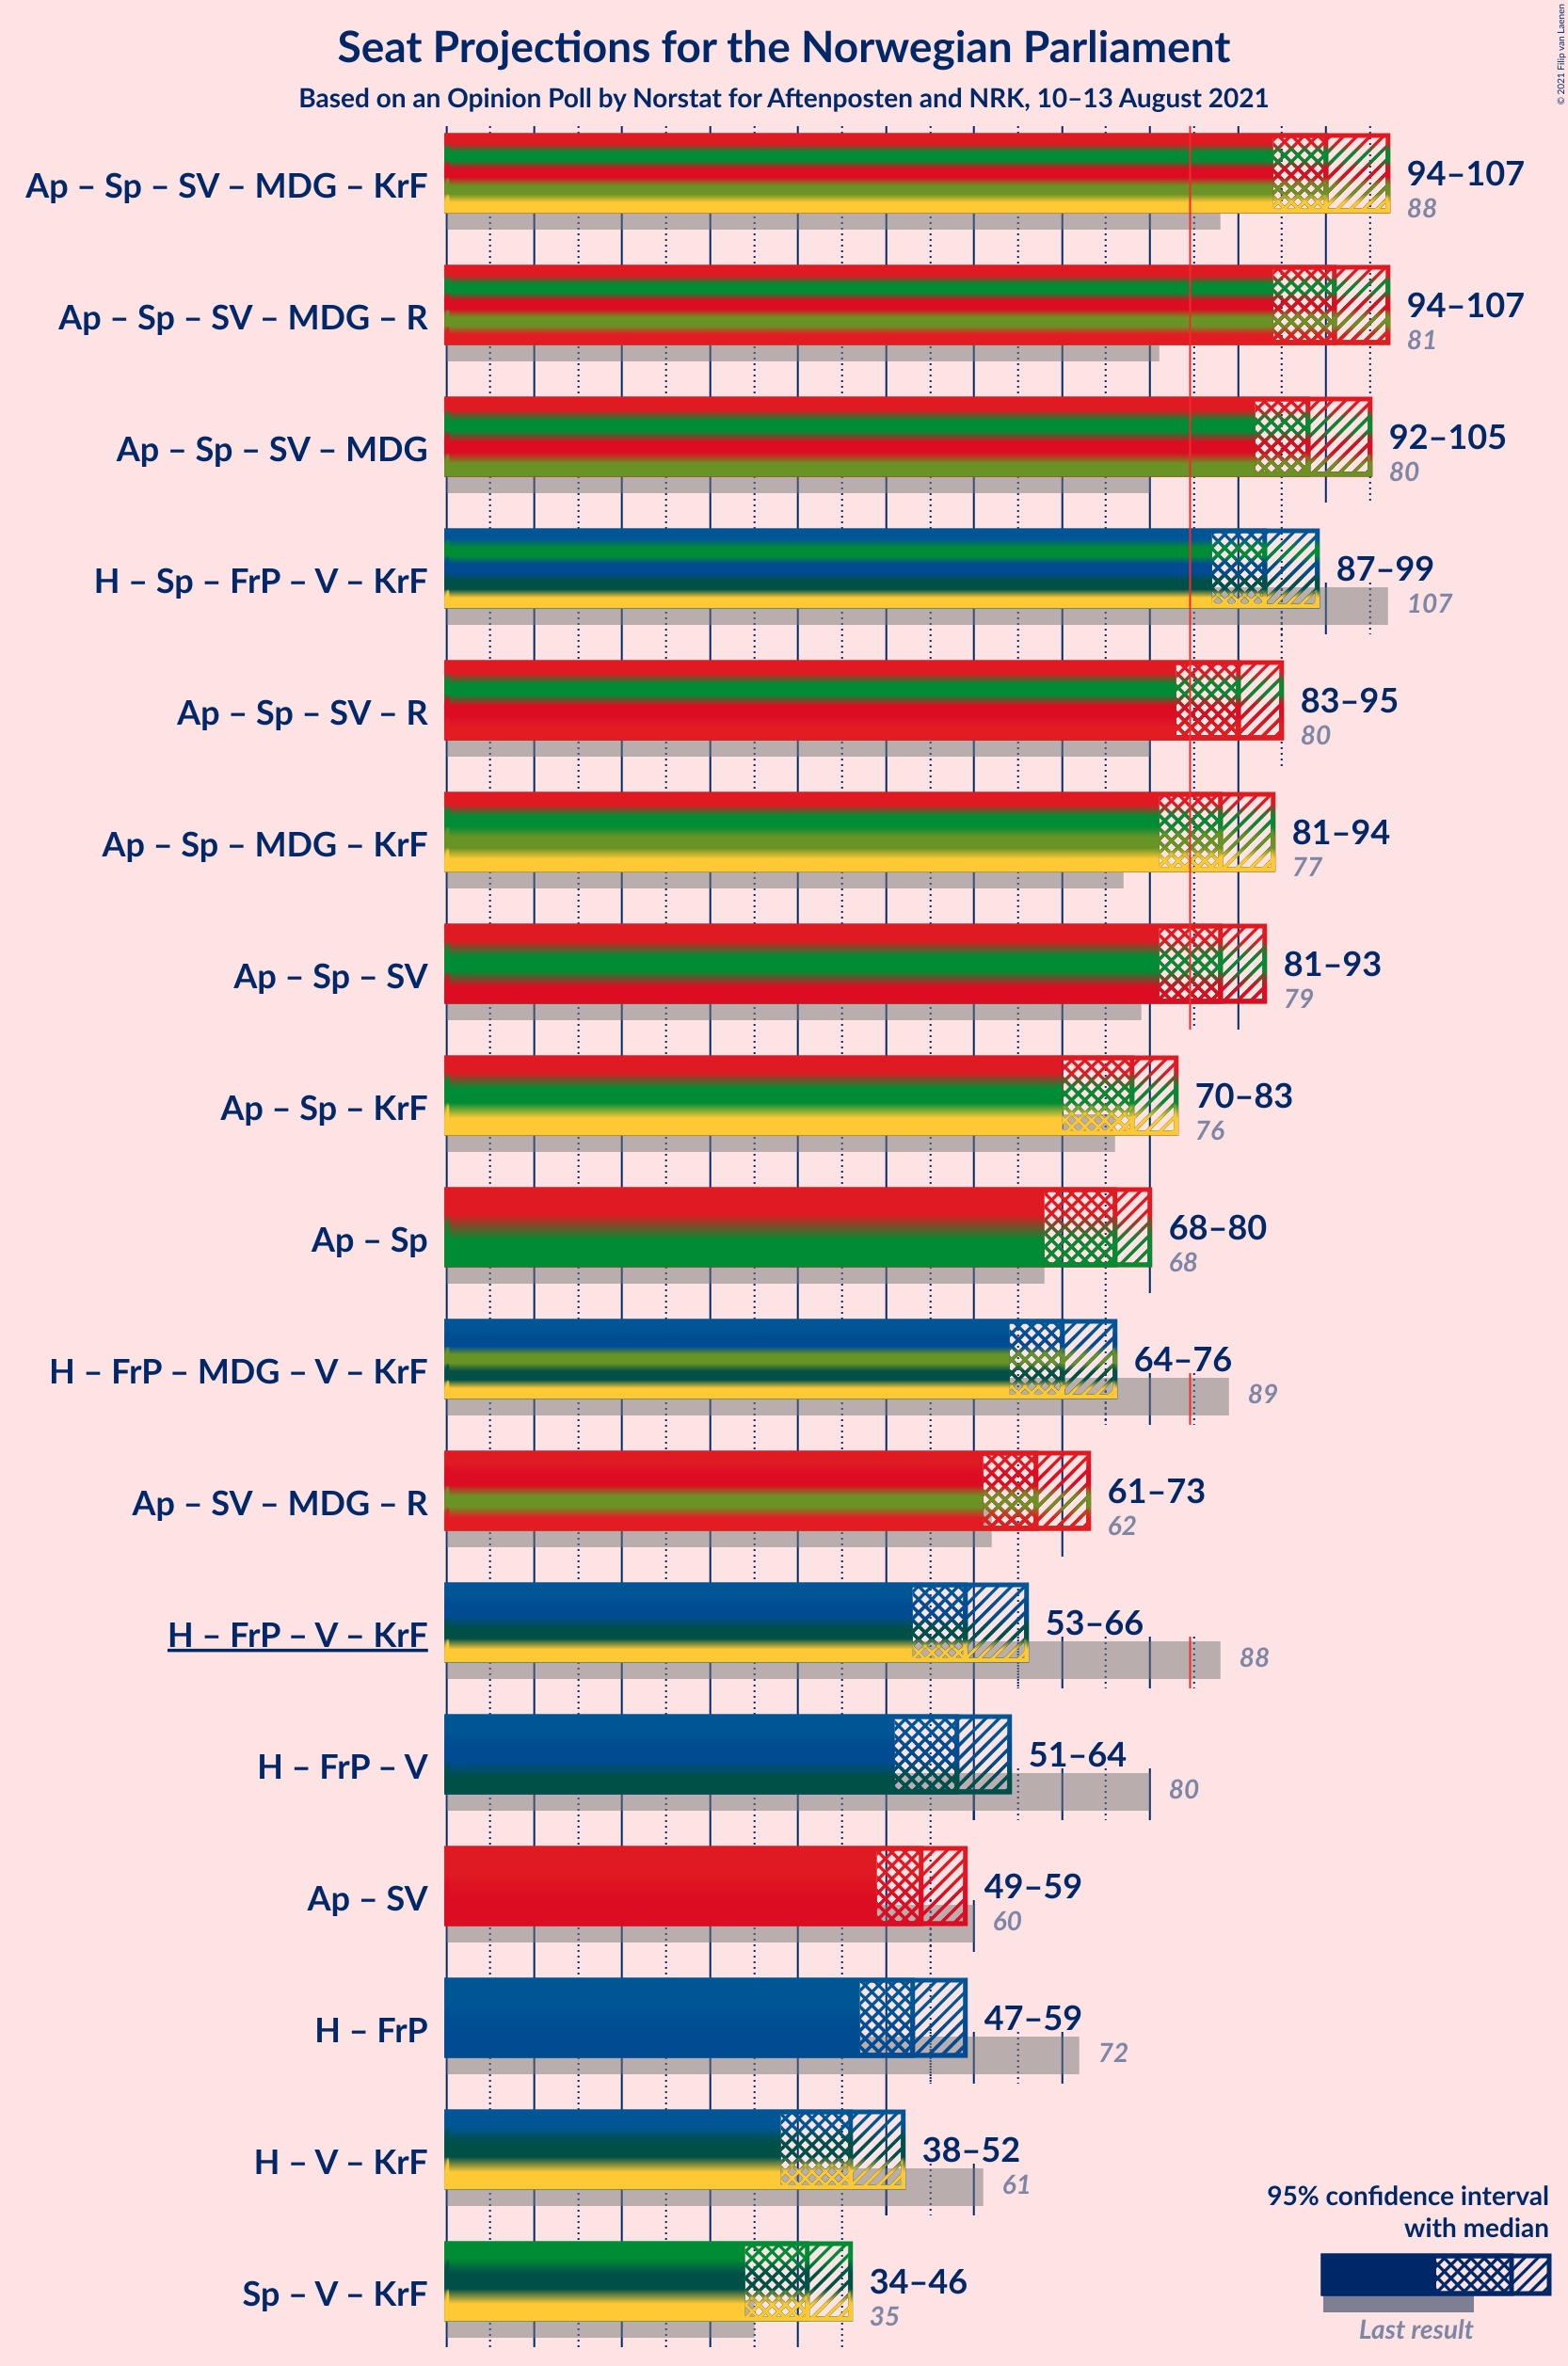 Seat Projections for the Norwegian Parliament
Based on an Opinion Poll by Norstat for Aftenposten and NRK, 10–13 August 2021
© 2021 Filip van Laenen
Ap – Sp – SV – MDG – KrF
94–107
88
Ap – Sp – SV – MDG – R
94–107
81
Ap – Sp – SV – MDG
92–105
80
H – Sp – FrP – V – KrF
87–99
107
Ap – Sp – SV – R
83–95
80
Ap – Sp – MDG – KrF
81–94
77
Ap – Sp – SV
81–93
79
Ap – Sp – KrF
70–83
76
Ap – Sp
68–80
68
H – FrP – MDG – V – KrF
64–76
89
Ap – SV – MDG – R
61–73
62
H – FrP – V – KrF
53–66
88
H – FrP – V
51–64
80
Ap – SV
49–59
60
H – FrP
47–59
72
H – V – KrF
38–52
61
Sp – V – KrF
34–46
35
95% confidence interval
with median
Last result